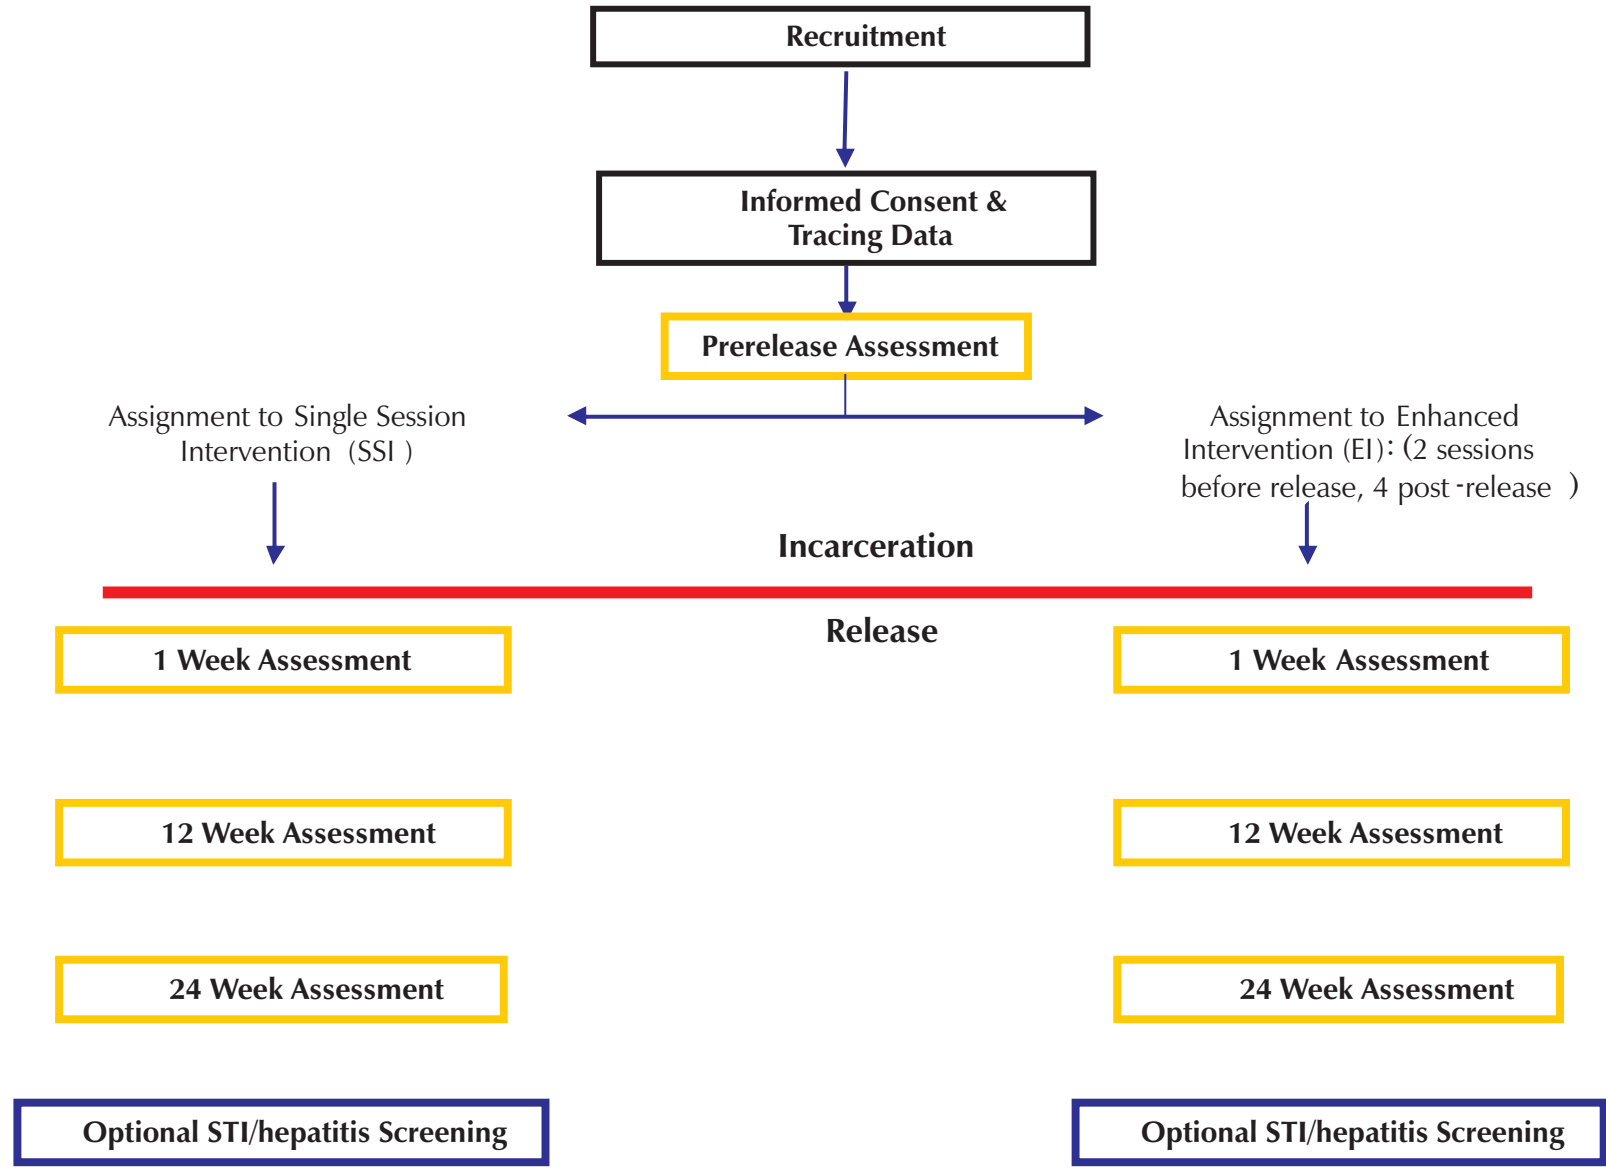 Recruitment
Informed Consent &
Tracing Data
Prerelease Assessment
Assignment to Single Session
Intervention (SSI )
Assignment to Enhanced
Intervention (EI): (2 sessions
before release, 4 post -release )
Incarceration
Release
1 Week Assessment
1 Week Assessment
12 Week Assessment
12 Week Assessment
24 Week Assessment
24 Week Assessment
Optional STI/hepatitis Screening
Optional STI/hepatitis Screening